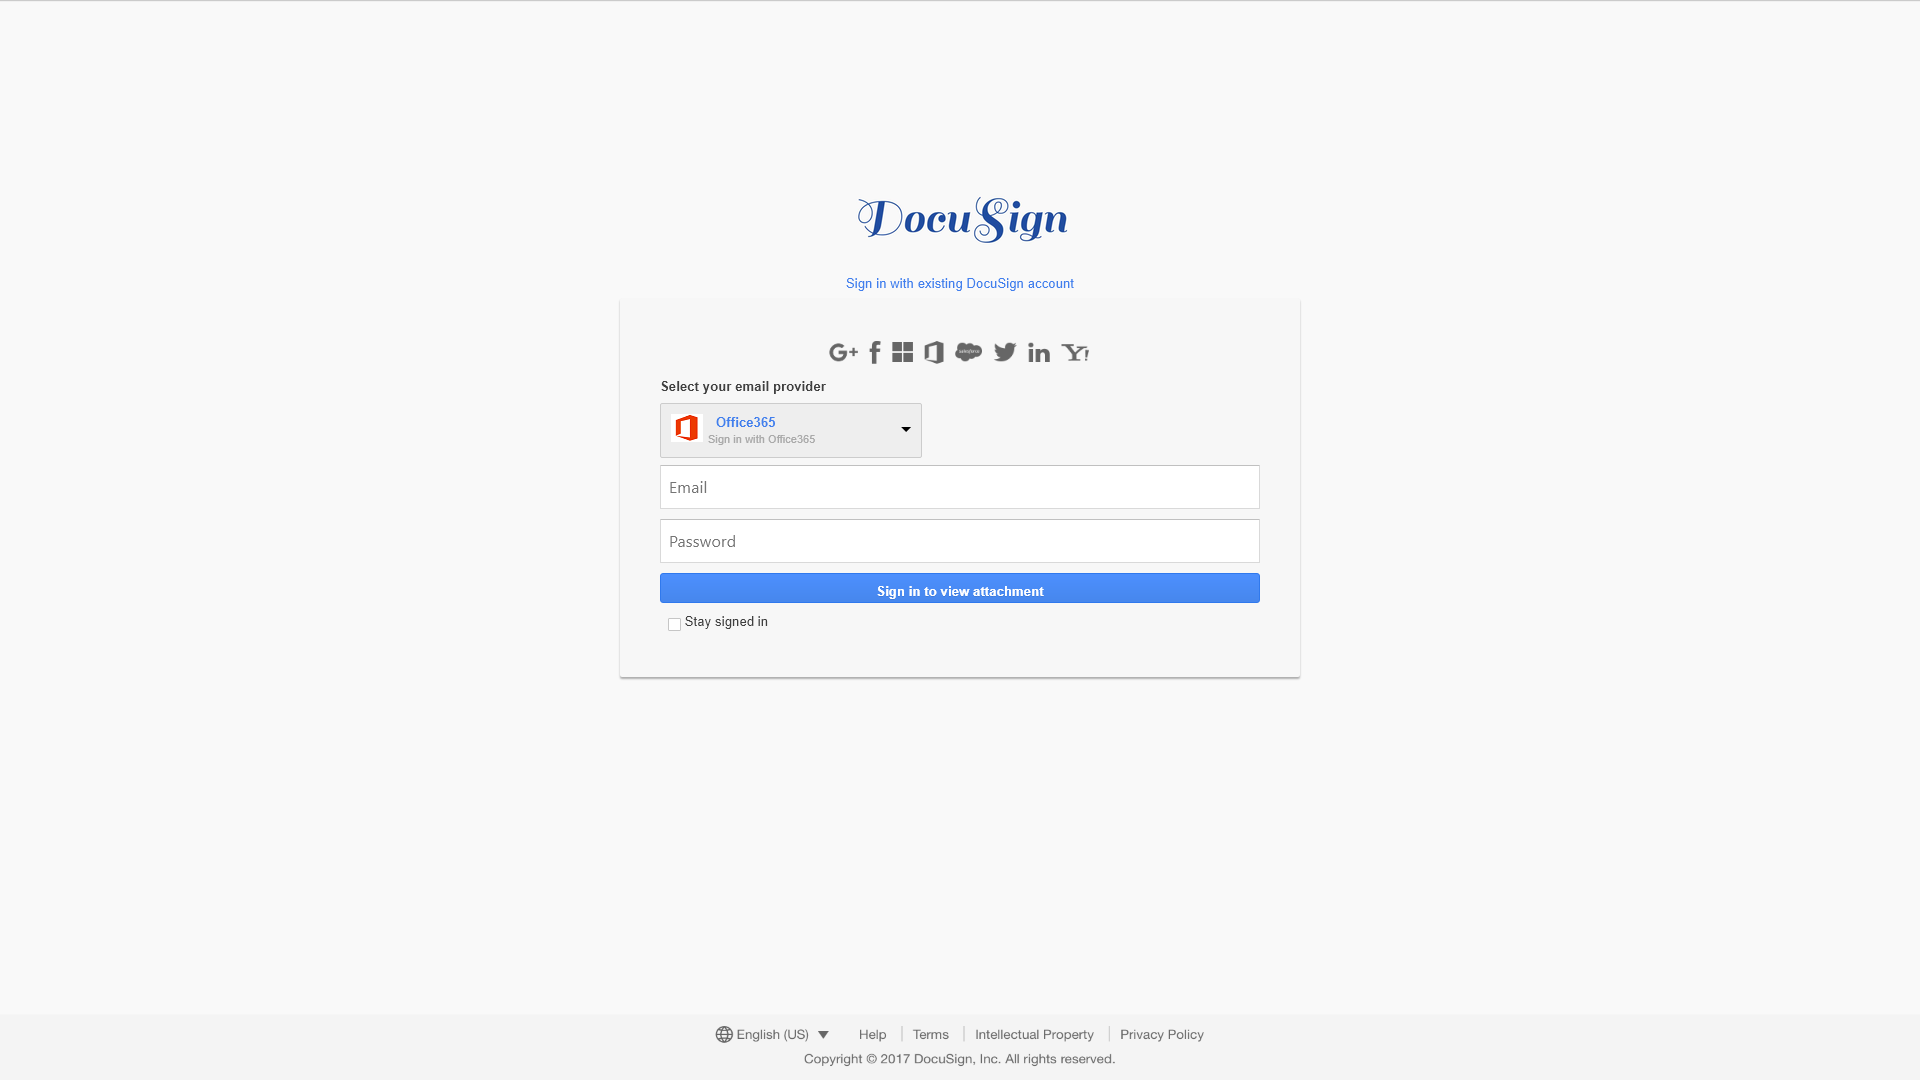 DocuSign
Sign in with existing DocuSign account
G+ f salesforce in Y!
Select your email provider
Office365
Sign in with Office365
Email
Password
Sign in to view attachment
Stay signed in
English (US) Help Terms Intellectual Property Privacy Policy
Copyright © 2017 DocuSign, Inc. All rights reserved.